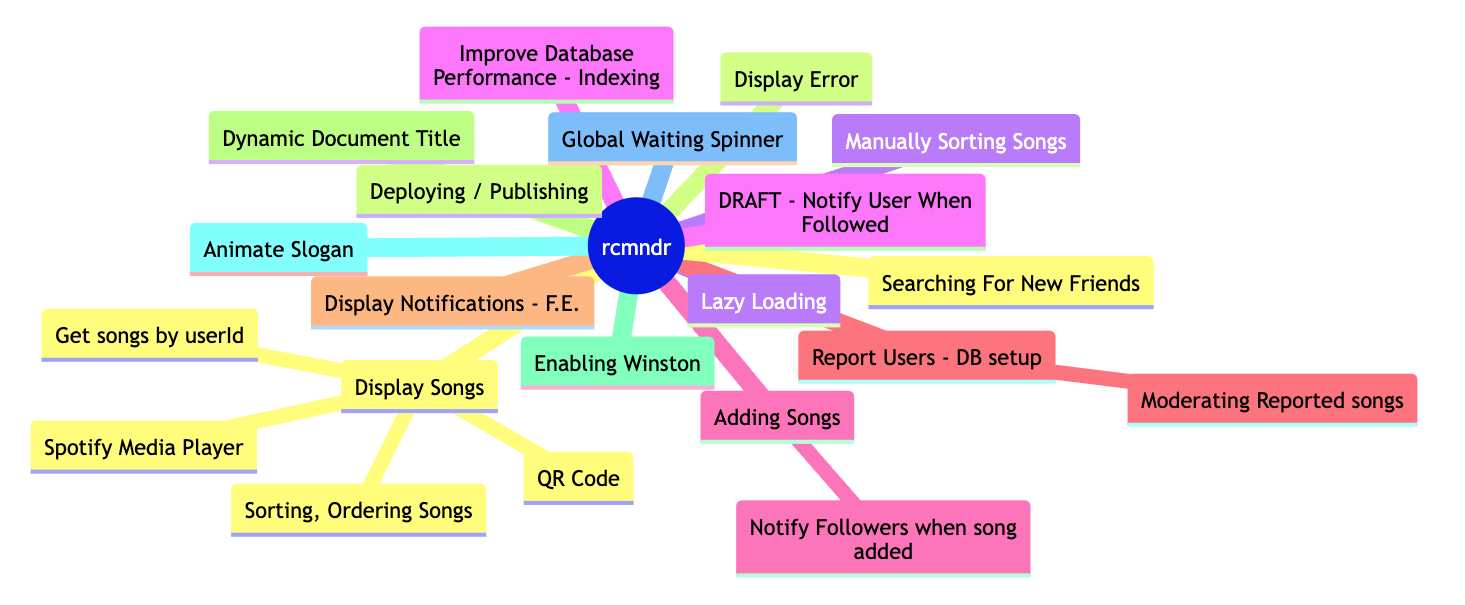 Improve Database
Performance - Indexing
Display Error
Dynamic Document Title
Global Waiting Spinner
Manually Sorting Songs
Deploying / Publishing
DRAFT - Notify User When
Followed
Animate Slogan
rcmndr
Searching For New Friends
Display Notifications - F.E.
Lazy Loading
Get songs by userId
Enabling Winston
Report Users - DB setup
Display Songs
Moderating Reported songs
Adding Songs
Spotify Media Player
QR Code
Sorting, Ordering Songs
Notify Followers when song
added